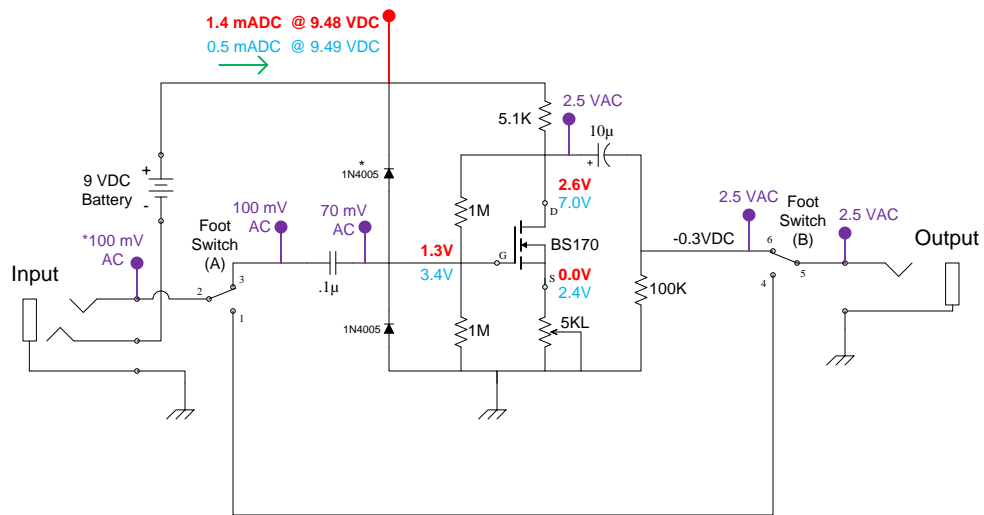 1.4 mADC @ 9.48 VDC
0.5 mADC @ 9.49 VDC
2.5 VAC
5.1K
10µ
+
*
1N4005
+
9 VDC
Battery
-
2.6V
7.0V
D
100 mV
AC
70 mV
AC
1M
Foot
Switch
(A)
*100 mV
AC
2.5 VAC
Foot
Switch
(B)
2.5 VAC
BS170
1.3V
3.4V
G
-0.3VDC
6
5
4
Output
Input
3
2
1
.1µ
0.0V
2.4V
S
100K
1N4005
1M
5KL